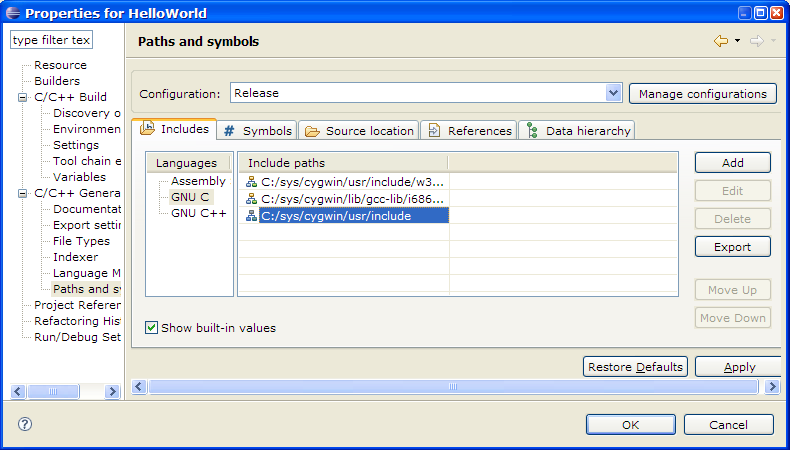 Properties for HelloWorld
type filter tex
Resource
Builders
C/C++ Build
Discovery o
Environmen
Settings
Tool chain e
Variables
C/C++ Genera
Documentat
Export settin
File Types
Indexer
Language M
Paths and sy
Project Referen
Refactoring His
Run/Debug Set
Paths and symbols
Configuration: Release Manage configurations
Includes # Symbols Source location References Data hierarchy
Languages Include paths
Assembly C:/sys/cygwin/usr/include/w3...
GNU C C:/sys/cygwin/lib/gcc-lib/i686...
GNU C++ C:/sys/cygwin/usr/include
Add
Edit
Delete
Export
Move Up
Move Down
Show built-in values
Restore Defaults Apply
OK Cancel